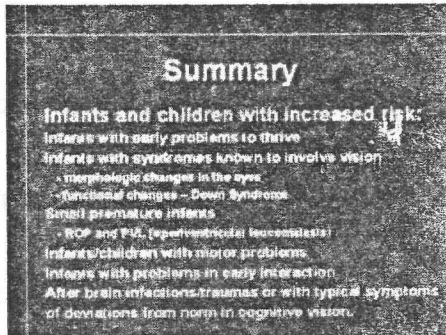 Summary
Infants and children with increased risk:
Infants with early problems to thrive
Infants with syndromes known to involve vision
- morphologic changes in the eyes
- functional changes – Down Syndrome
Small premature infants
- ROP and PVL (periventricular leucomalasia)
Infants/children with motor problems
Infants with problems in early interaction
After brain infections/traumas or with typical symptoms
of deviations from norm in cognitive vision.